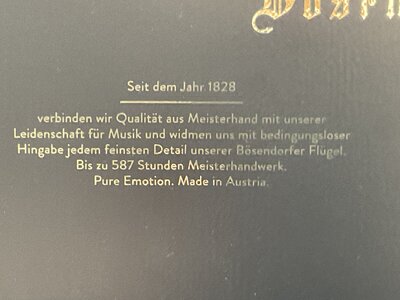 Seit dem Jahr 1828
verbinden wir Qualität aus Meisterhand mit unserer
Leidenschaft für Musik und widmen uns mit bedingungsloser
Hingabe jedem feinsten Detail unserer Bösendorfer Flügel.
Bis zu 587 Stunden Meisterhandwerk.
Pure Emotion. Made in Austria.